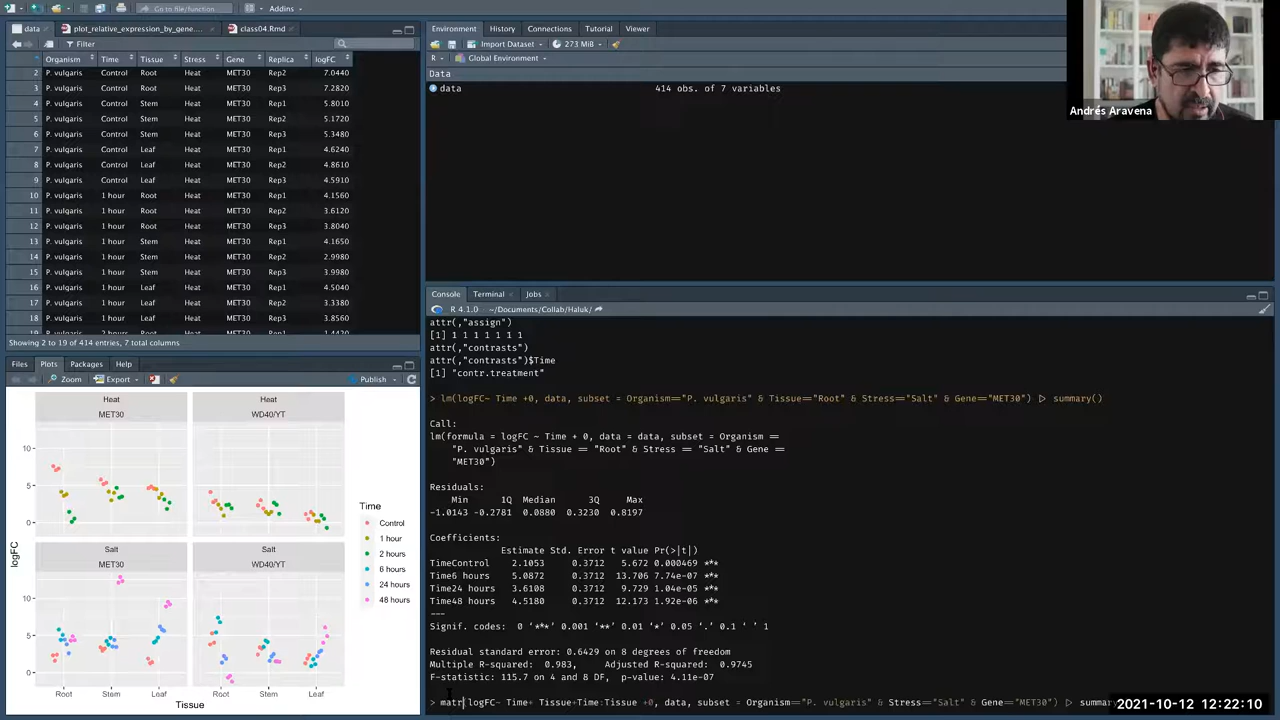 Go to file/function
Addins
data
plot_relative_expression_by_gene....
class04.Rmd
Filter
Organism Time Tissue Stress Gene Replica logFC
2 P. vulgaris Control Root Heat MET30 Rep2 7.0440
3 P. vulgaris Control Root Heat MET30 Rep3 7.2820
4 P. vulgaris Control Stem Heat MET30 Rep1 5.8010
5 P. vulgaris Control Stem Heat MET30 Rep2 5.1720
6 P. vulgaris Control Stem Heat MET30 Rep3 5.3480
7 P. vulgaris Control Leaf Heat MET30 Rep1 4.6240
8 P. vulgaris Control Leaf Heat MET30 Rep2 4.8610
9 P. vulgaris Control Leaf Heat MET30 Rep3 4.5910
10 P. vulgaris 1 hour Root Heat MET30 Rep1 4.1560
11 P. vulgaris 1 hour Root Heat MET30 Rep2 3.6120
12 P. vulgaris 1 hour Root Heat MET30 Rep3 3.8040
13 P. vulgaris 1 hour Stem Heat MET30 Rep1 4.1650
14 P. vulgaris 1 hour Stem Heat MET30 Rep2 2.9980
15 P. vulgaris 1 hour Stem Heat MET30 Rep3 3.9980
16 P. vulgaris 1 hour Leaf Heat MET30 Rep1 4.5040
17 P. vulgaris 1 hour Leaf Heat MET30 Rep2 3.3380
18 P. vulgaris 1 hour Leaf Heat MET30 Rep3 3.8560
Showing 2 to 19 of 414 entries, 7 total columns
Files Plots Packages Help
Zoom Export Publish
Heat Heat
MET30 WD40/YT
10
5
0
Salt Salt
MET30 WD40/YT
10
5
0
logFC
Root Stem Leaf Root Stem Leaf
Tissue
Time
Control
1 hour
2 hours
6 hours
24 hours
48 hours
Environment History Connections Tutorial Viewer
Import Dataset 273 MiB
R Global Environment
Data
data 414 obs. of 7 variables
Andrés Aravena
Console Terminal Jobs
R 4.1.0 · ~/Documents/Collab/Haluk/
attr(,"assign")
[1] 1 1 1 1 1 1 1
attr(,"contrasts")
attr(,"contrasts")$Time
[1] "contr.treatment"
> lm(logFC~ Time +0, data, subset = Organism=="P. vulgaris" & Tissue=="Root" & Stress=="Salt" & Gene=="MET30") |> summary()
Call:
lm(formula = logFC ~ Time + 0, data = data, subset = Organism ==
"P. vulgaris" & Tissue == "Root" & Stress == "Salt" & Gene ==
"MET30")
Residuals:
Min 1Q Median 3Q Max
-1.0143 -0.2781 0.0880 0.3230 0.8197
Coefficients:
Estimate Std. Error t value Pr(>|t|)
TimeControl 2.1053 0.3712 5.672 0.000469 ***
Time6 hours 5.0872 0.3712 13.706 7.74e-07 ***
Time24 hours 3.6108 0.3712 9.729 1.04e-05 ***
Time48 hours 4.5180 0.3712 12.173 1.92e-06 ***
---
Signif. codes: 0 ‘***’ 0.001 ‘**’ 0.01 ‘*’ 0.05 ‘.’ 0.1 ‘ ’ 1
Residual standard error: 0.6429 on 8 degrees of freedom
Multiple R-squared: 0.983, Adjusted R-squared: 0.9745
F-statistic: 115.7 on 4 and 8 DF, p-value: 4.11e-07
> matr(logFC~ Time+ Tissue+Time:Tissue +0, data, subset = Organism=="P. vulgaris" & Stress=="Salt" & Gene=="MET30") |> summar
2021-10-12 12:22:10